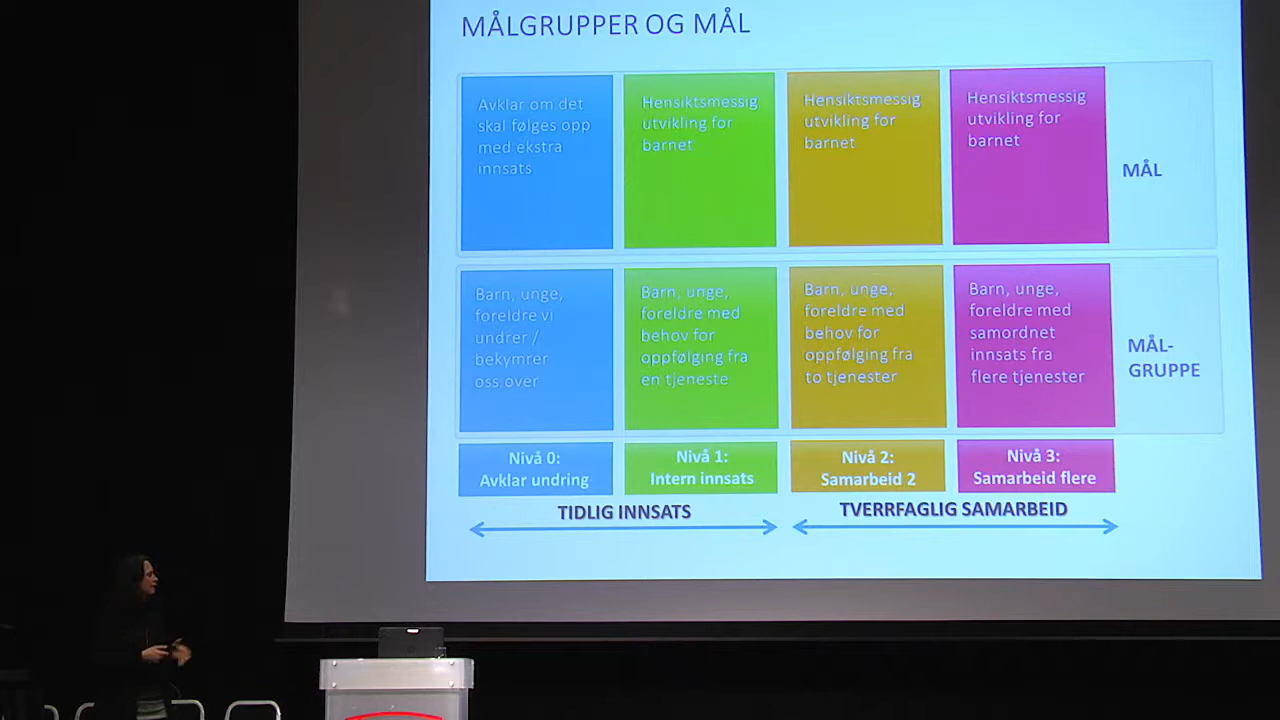 MÅLGRUPPER OG MÅL
Avklar om det
skal følges opp
med ekstra
innsats
Hensiktsmessig
utvikling for
barnet
Hensiktsmessig
utvikling for
barnet
Hensiktsmessig
utvikling for
barnet
MÅL
Barn, unge,
foreldre vi
undrer /
bekymrer
oss over
Barn, unge,
foreldre med
behov for
oppfølging fra
en tjeneste
Barn, unge,
foreldre med
behov for
oppfølging fra
to tjenester
Barn, unge,
foreldre med
samordnet
innsats fra
flere tjenester
MÅL-
GRUPPE
Nivå 0:
Avklar undring
Nivå 1:
Intern innsats
Nivå 2:
Samarbeid 2
Nivå 3:
Samarbeid flere
TIDLIG INNSATS
TVERRFAGLIG SAMARBEID